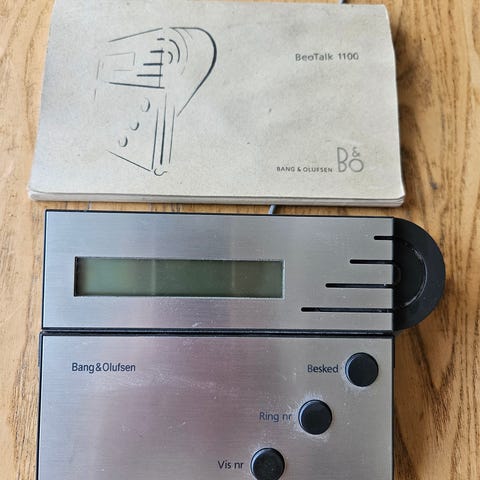 BeoTalk 1100
BANG & OLUFSEN B&O
Bang&Olufsen
Besked
Ring nr
Vis nr